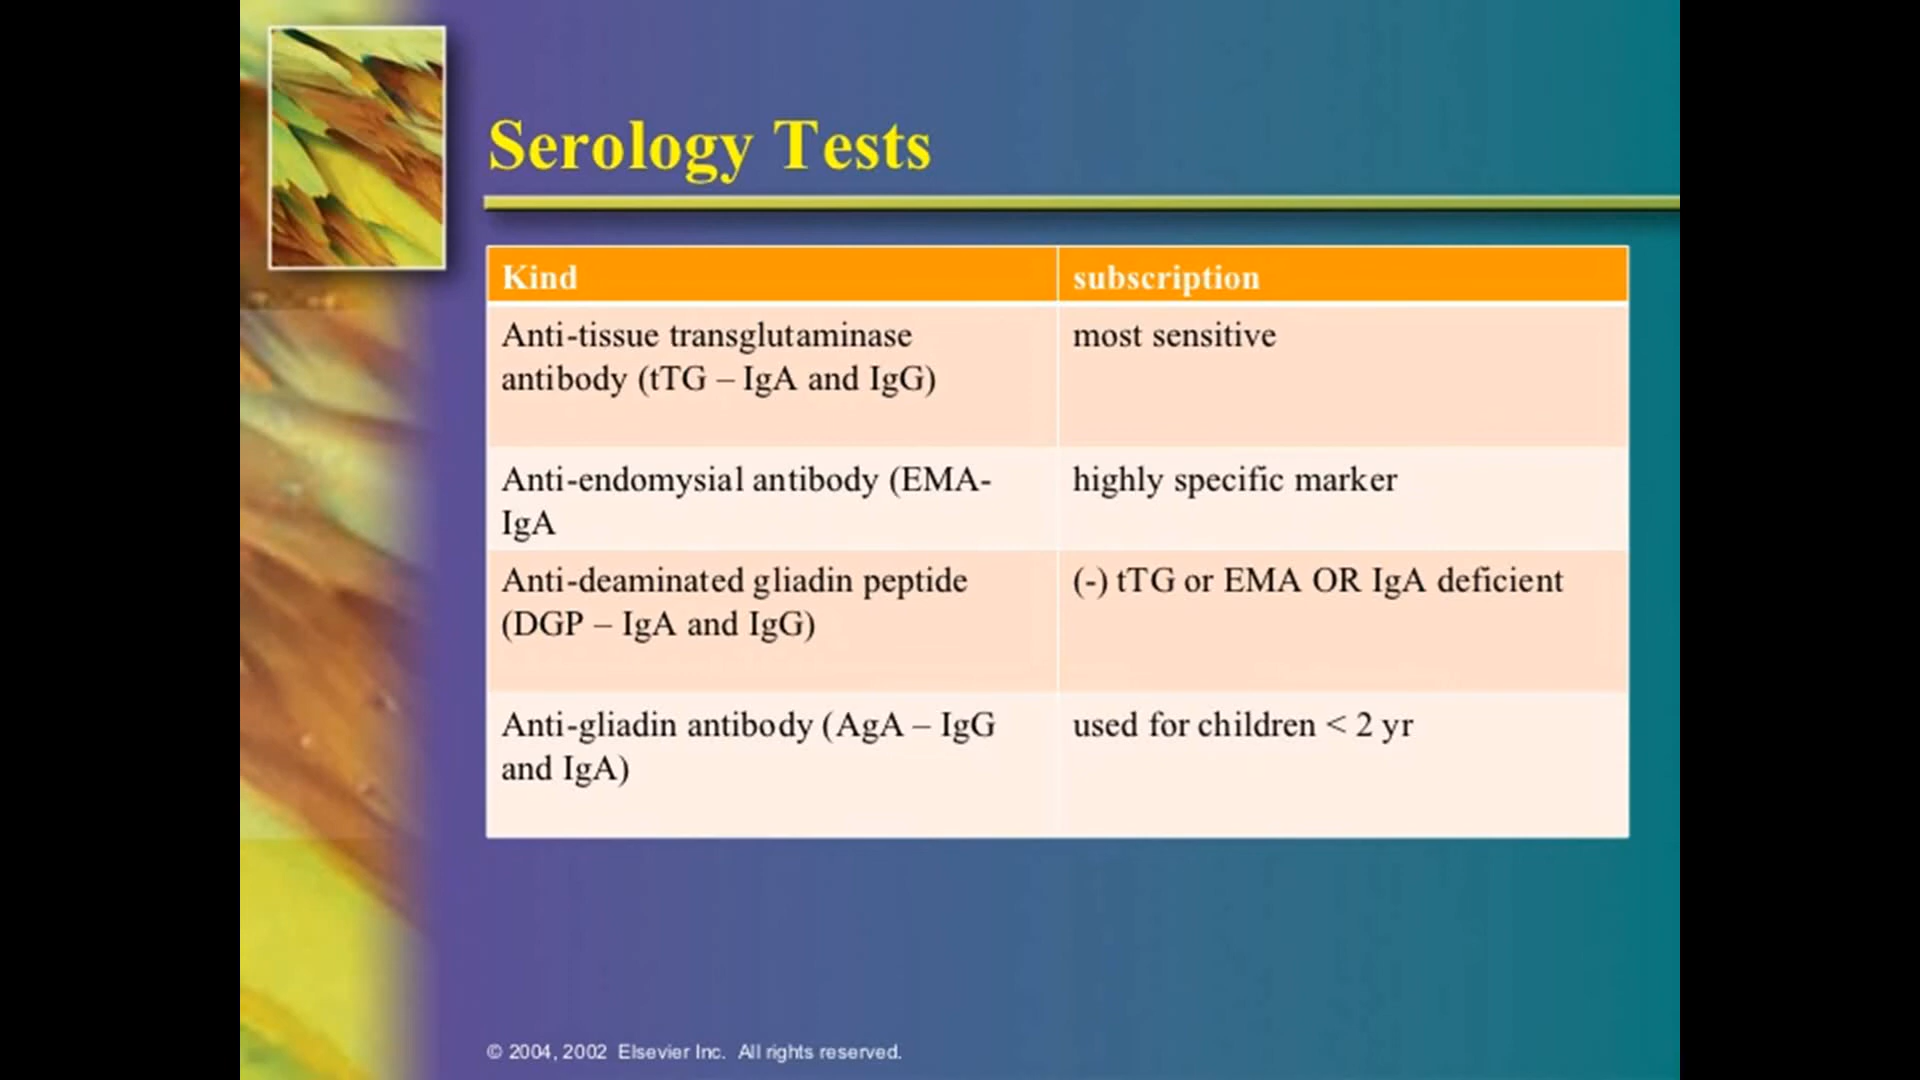 Serology Tests
Kind
subscription
Anti-tissue transglutaminase
antibody (tTG – IgA and IgG)
most sensitive
Anti-endomysial antibody (EMA-
IgA
highly specific marker
Anti-deaminated gliadin peptide
(DGP – IgA and IgG)
(-) tTG or EMA OR IgA deficient
Anti-gliadin antibody (AgA – IgG
and IgA)
used for children < 2 yr
© 2004, 2002 Elsevier Inc. All rights reserved.